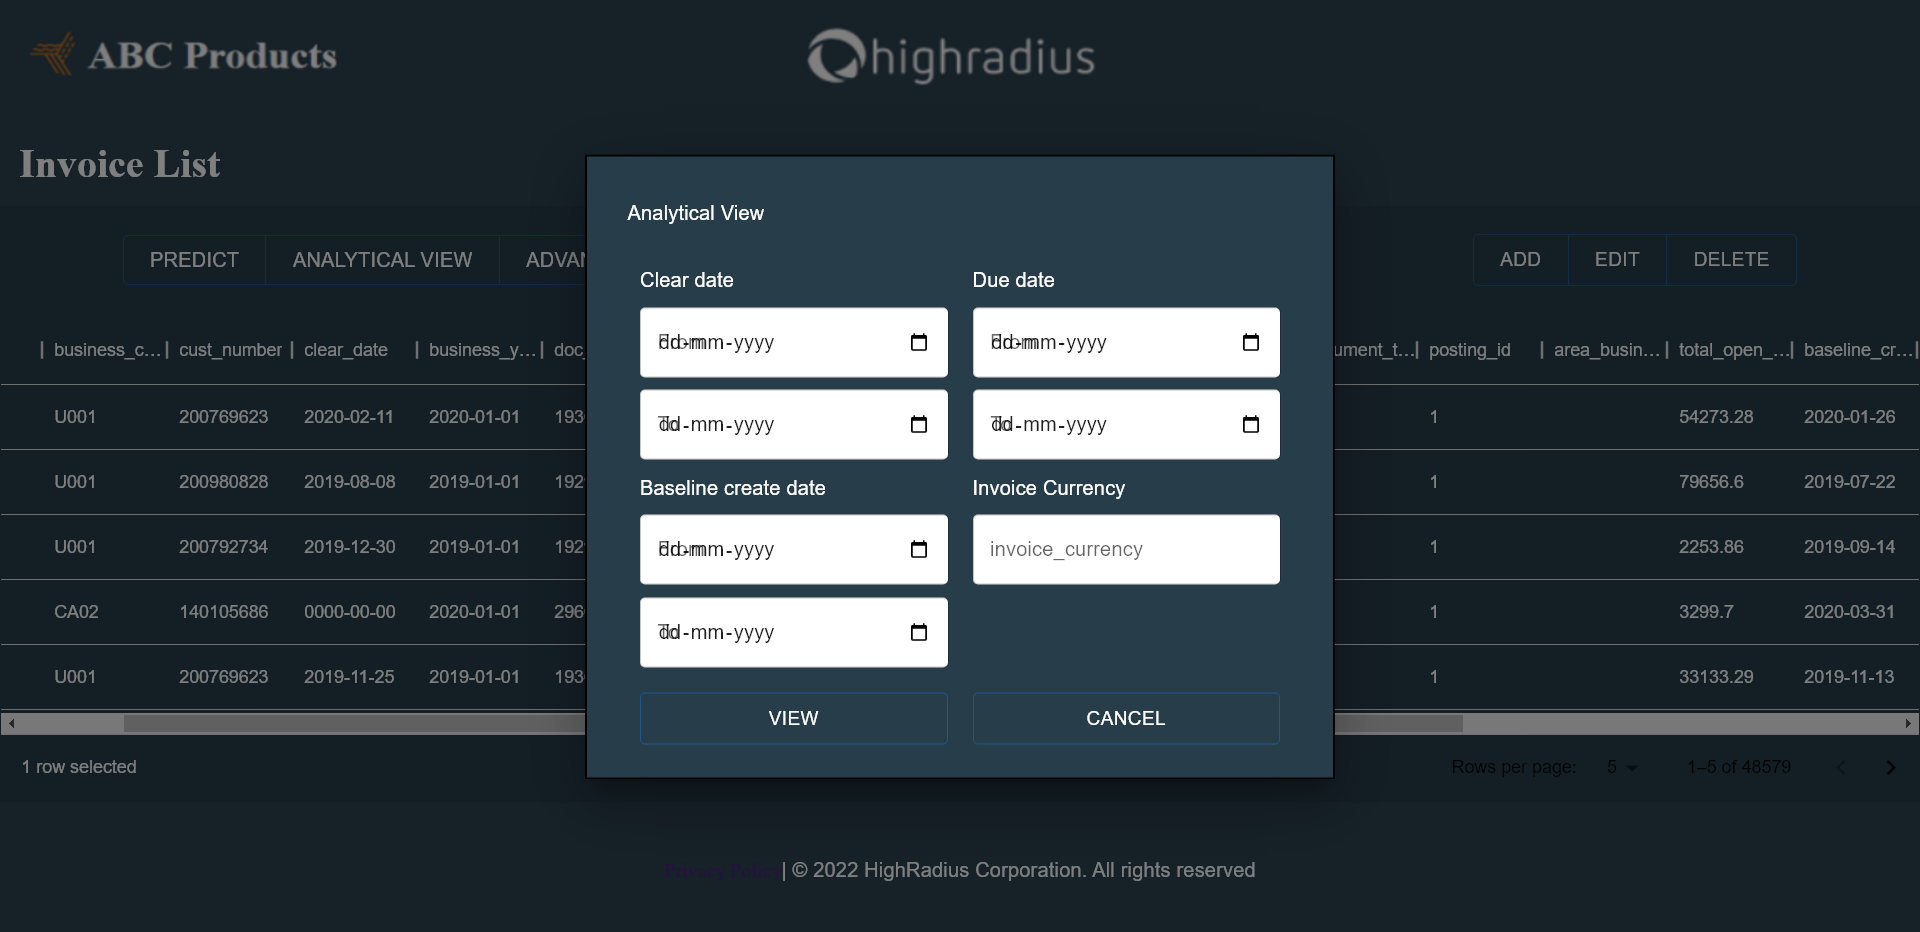 ABC Products
highradius
Invoice List
PREDICT ANALYTICAL VIEW ADVAN
ADD EDIT DELETE
Analytical View
Clear date Due date
dd-mm-yyyy dd-mm-yyyy
dd-mm-yyyy dd-mm-yyyy
Baseline create date Invoice Currency
dd-mm-yyyy invoice_currency
dd-mm-yyyy
VIEW CANCEL
business_c... cust_number clear_date business_y... doc ument_t... posting_id area_busin... total_open_... baseline_cr...
U001 200769623 2020-02-11 2020-01-01 193 1 54273.28 2020-01-26
U001 200980828 2019-08-08 2019-01-01 192 1 79656.6 2019-07-22
U001 200792734 2019-12-30 2019-01-01 192 1 2253.86 2019-09-14
CA02 140105686 0000-00-00 2020-01-01 296 1 3299.7 2020-03-31
U001 200769623 2019-11-25 2019-01-01 193 1 33133.29 2019-11-13
1 row selected
Rows per page: 5 1–5 of 48579
Privacy Policy| © 2022 HighRadius Corporation. All rights reserved